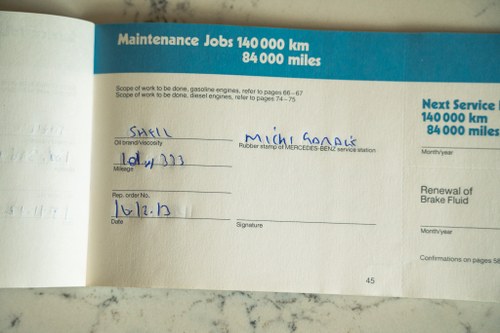 Maintenance Jobs 140 000 km
84 000 miles
Scope of work to be done, gasoline engines, refer to pages 66–67
Scope of work to be done, diesel engines, refer to pages 74–75
SHELL
Oil brand/viscosity
Rubber stamp of MERCEDES-BENZ service station
Mileage
Rep. order No.
Date
Signature
45
Next Service
140 000 km
84 000 miles
Month/year
Renewal of
Brake Fluid
Month/year
Confirmations on pages 58